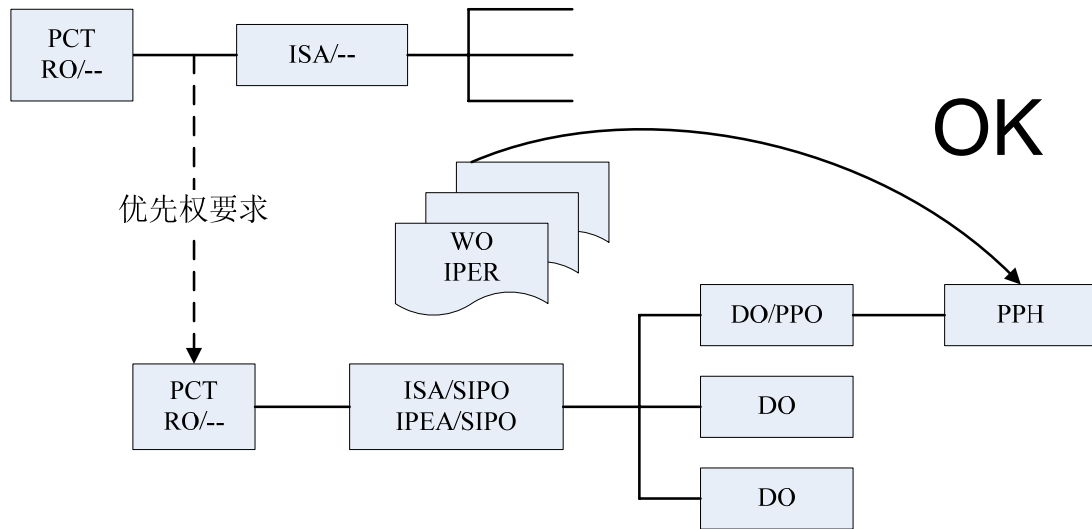 PCT
RO/--
ISA/--
OK
优先权要求
WO
IPER
DO/PPO
PPH
PCT
RO/--
ISA/SIPO
IPEA/SIPO
DO
DO